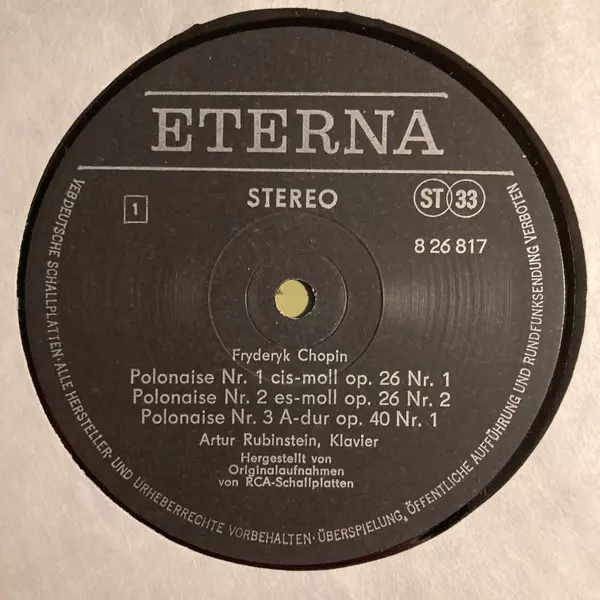 ETERNA
STEREO
1
ST 33
8 26 817
Fryderyk Chopin
Polonaise Nr. 1 cis-moll op. 26 Nr. 1
Polonaise Nr. 2 es-moll op. 26 Nr. 2
Polonaise Nr. 3 A-dur op. 40 Nr. 1
Artur Rubinstein, Klavier
Hergestellt von
Originalaufnahmen
von RCA-Schallplatten
VEB DEUTSCHE SCHALLPLATTEN · ALLE HERSTELLER- UND URHEBERRECHTE VORBEHALTEN · ÜBERSPIELUNG, ÖFFENTLICHE AUFFÜHRUNG UND RUNDFUNKSENDUNG VERBOTEN